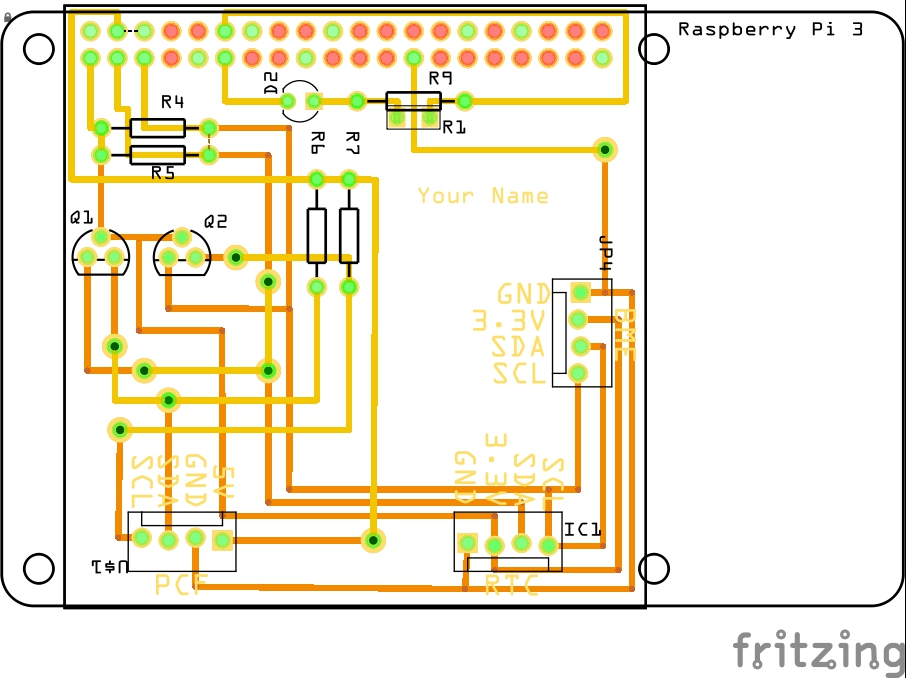 Raspberry Pi 3
D2
R9
R4
R1
R6
R7
R5
Your Name
Q1
Q2
JP4
GND
3.3V
SDA
SCL
BME
SCL
SDA
GND
5V
GND
3.3V
SDA
SCL
IC1
U$1
PCF
RTC
fritzing